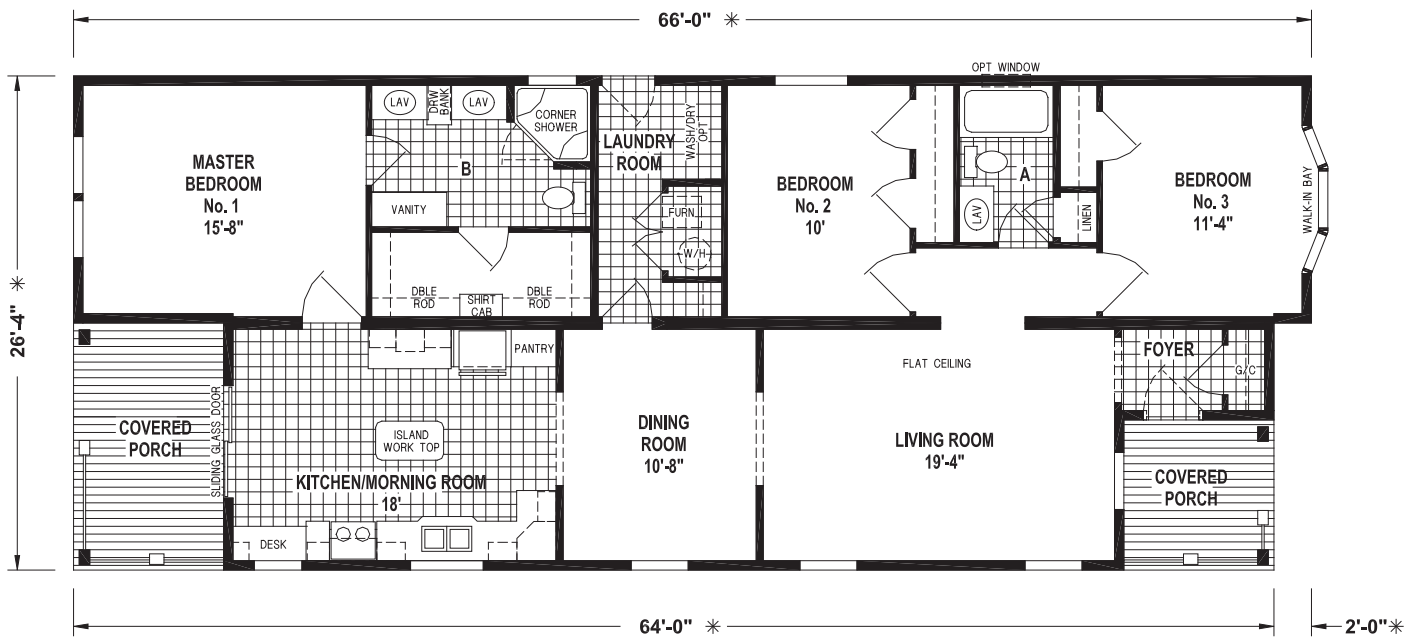 66'-0" ✳
OPT WINDOW
LAV
DRW
BANK
LAV
CORNER
SHOWER
WASH/DRY
OPT
LAUNDRY
ROOM
MASTER
BEDROOM
No. 1
15'-8"
B
VANITY
FURN
W/H
BEDROOM
No. 2
10'
A
LAV
LINEN
BEDROOM
No. 3
11'-4"
WALK-IN BAY
DBLE
ROD
SHIRT
CAB
DBLE
ROD
26'-4" ✳
COVERED
PORCH
SLIDING GLASS DOOR
PANTRY
ISLAND
WORK TOP
KITCHEN/MORNING ROOM
18'
DESK
DINING
ROOM
10'-8"
FLAT CEILING
LIVING ROOM
19'-4"
FOYER
G/C
COVERED
PORCH
64'-0" ✳
2'-0"✳